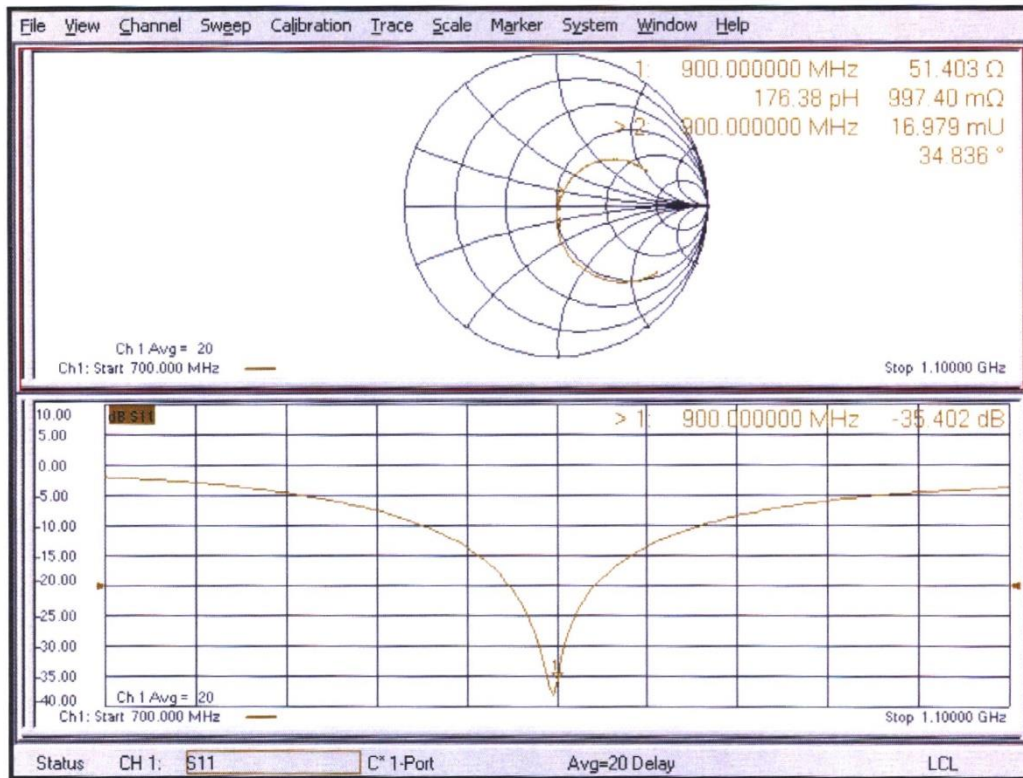 File View Channel Sweep Calibration Trace Scale Marker System Window Help
1: 900.000000 MHz 51.403 Ω
176.38 pH 997.40 mΩ
> 2: 900.000000 MHz 16.979 mU
34.836 °
Ch 1 Avg = 20
Ch1: Start 700.000 MHz
Stop 1.10000 GHz
10.00
dB S11
> 1: 900.000000 MHz -35.402 dB
5.00
0.00
-5.00
-10.00
-15.00
-20.00
-25.00
-30.00
-35.00
1
-40.00
Ch 1 Avg = 20
Ch1: Start 700.000 MHz
Stop 1.10000 GHz
Status CH 1: S11 C* 1-Port Avg=20 Delay LCL